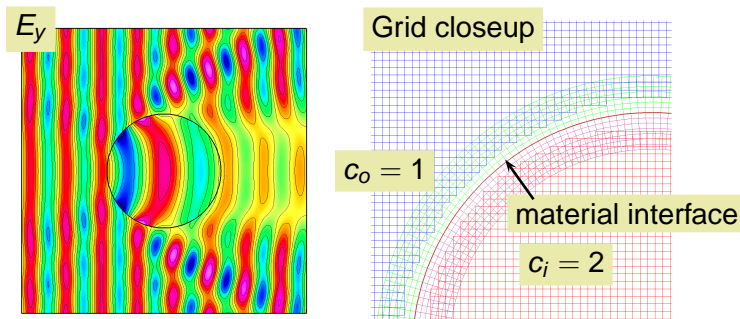 E_y
Grid closeup
c_o = 1
material interface
c_i = 2